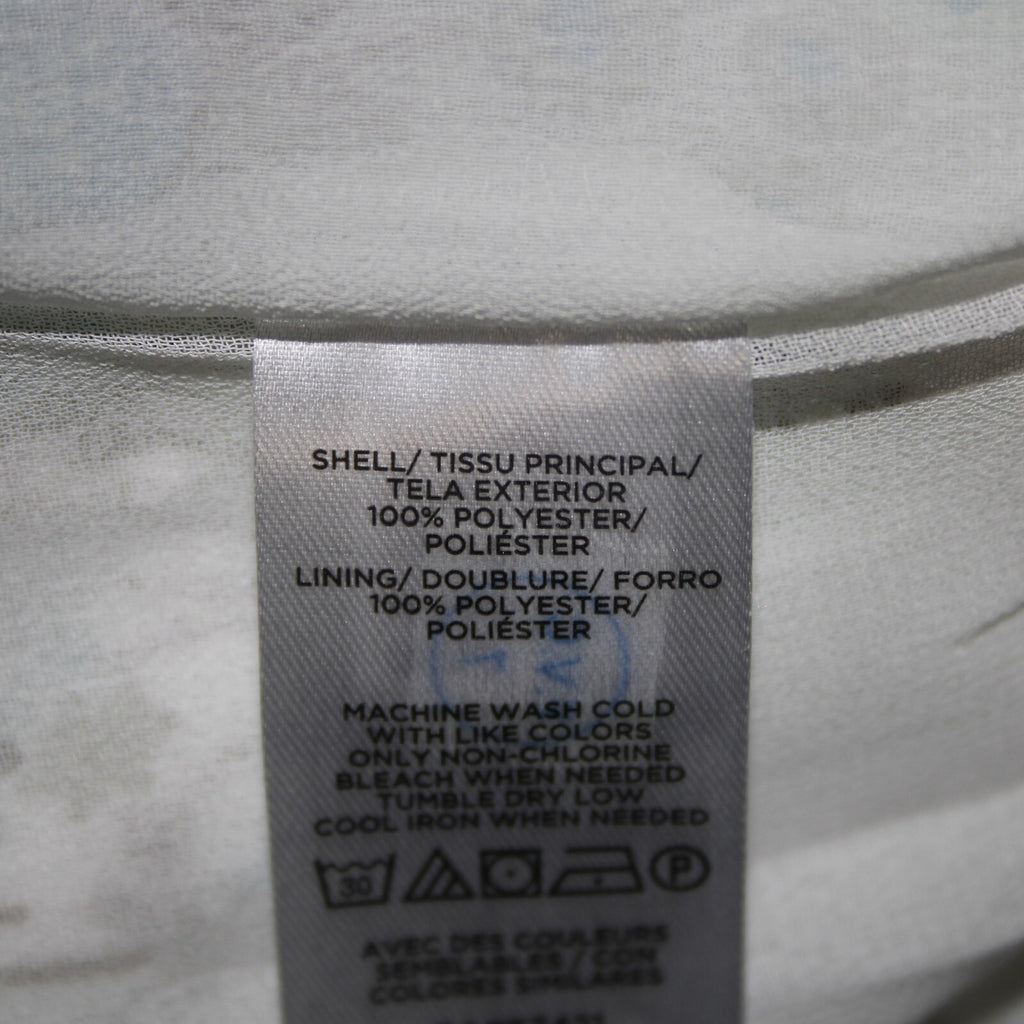 SHELL/ TISSU PRINCIPAL/
TELA EXTERIOR
100% POLYESTER/
POLIÉSTER
LINING/ DOUBLURE/ FORRO
100% POLYESTER/
POLIÉSTER
MACHINE WASH COLD
WITH LIKE COLORS
ONLY NON-CHLORINE
BLEACH WHEN NEEDED
TUMBLE DRY LOW
COOL IRON WHEN NEEDED
30 P
AVEC DES COULEURS
SEMBLABLES / CON
COLORES SIMILARES